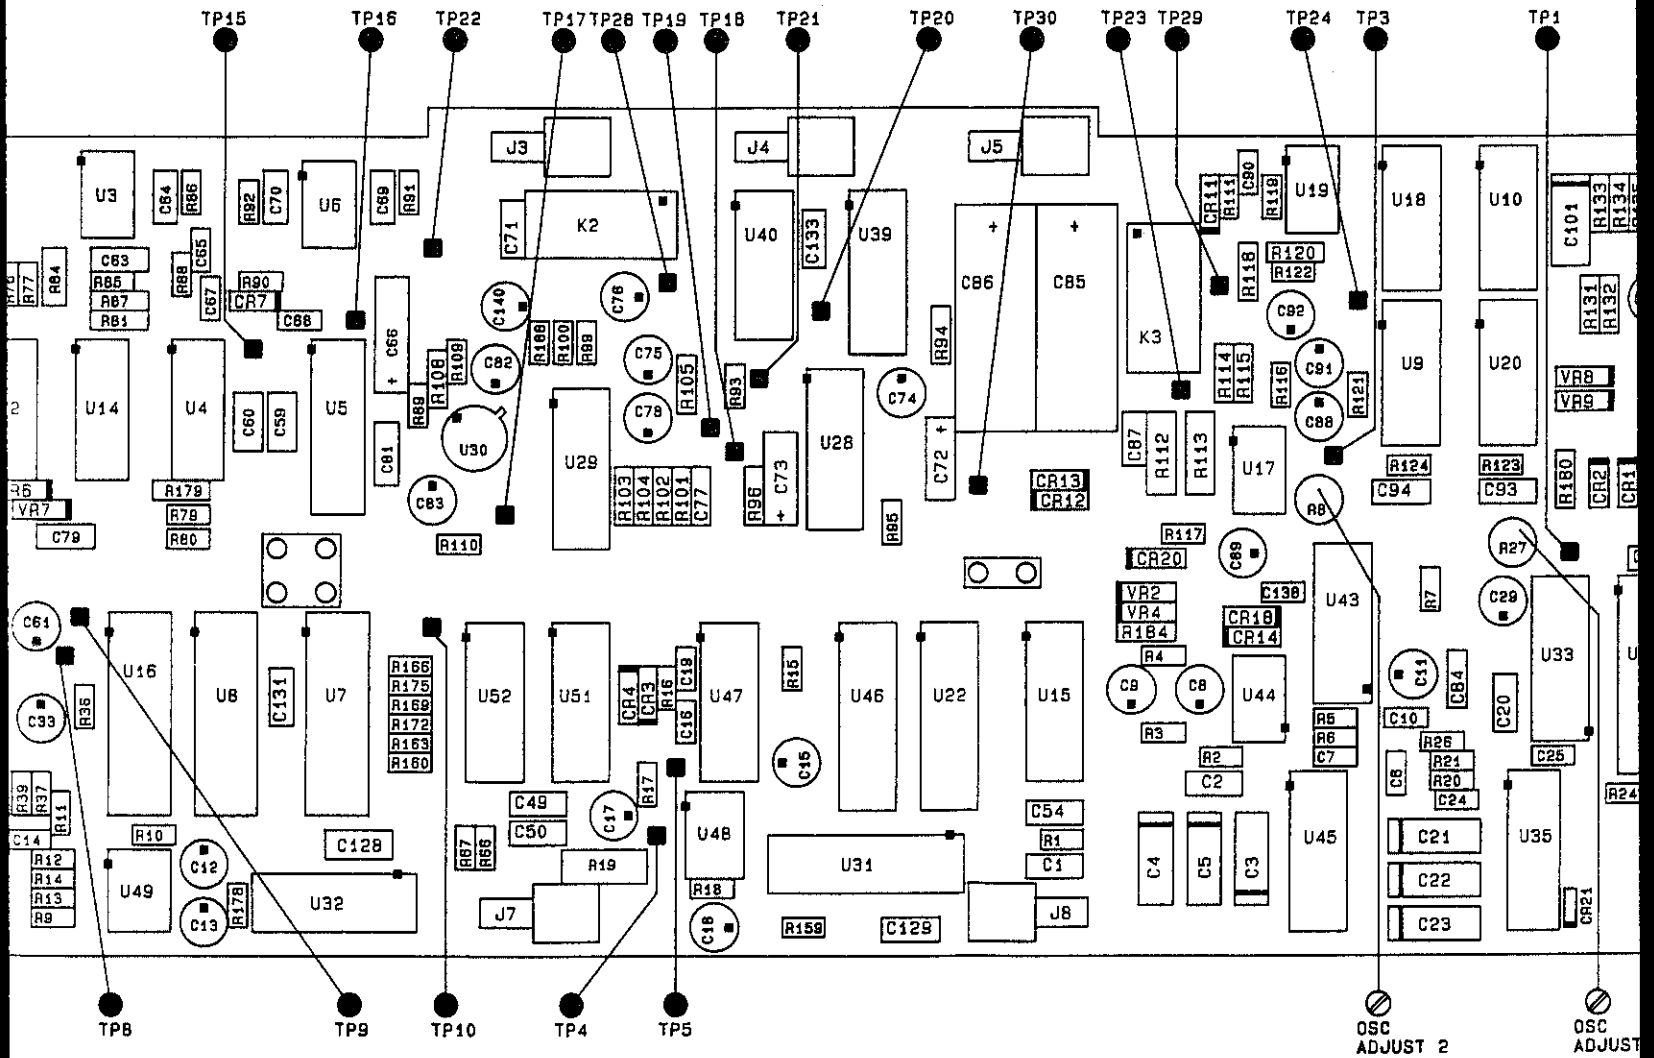 TP15 TP16 TP22 TP17 TP28 TP19 TP18 TP21 TP20 TP30 TP23 TP29 TP24 TP3 TP1
J3 J4 J5
U3 C64 R86 R92 C70 U6 C69 R91
C71 K2 U40 C133 U39
C86 C85
CR11 R111 C90 R119 U19 U18 U10 C101 R133 R134
R77 R84 C63 R85 R87 R81 R88 C65 C67 R90 CR7 C68
C140 C76 R118 R120 R122 C92 R131 R132
C66 + R108 R109 R89 C82 R188 R100 R99 C75 R105 R93 R94
K3 R114 R115 R116 C91 R121 U9 U20
U14 U4 C60 C59 U5 C81 U30 U29 C78 U28 C74 C72 +
C87 R112 R113 U17 C88 VR8 VR9
VR7 C79 R179 R79 R80 C83 R110
R103 R104 R102 R101 C77 R96 C73 + R95
CR13 CR12 R8 R124 C94 R123 C93 R180 CR2 CR1
R117 CR20 C89 C138 R27
VR2 VR4 R184 R4 CR18 CR14 U43 R7 C29
C61 U16 U8 C131 U7 C33 R36
R166
R175
R169
R172
R163
R160
U52 U51 CR4 CR3 R16 C19 C16 U47 R15 U46 U22 U15
C9 C8 U44 C11 C84 C20 U33
R3 R2 C2 R5 R6 C7 C10 R26 R21 R20 C24 C6 C25
R39 R37 R11 C14 R10 R12 R14 R13 R9
C49 C50 C17 R17 C15 U48 C54 R1 C1
U49 C12 C13 R178 U32 C128 R67 R66 R19 R18 C18
U31 R159 C129 J7 J8
C4 C5 C3 U45 C21 C22 C23 U35 CR21
TP8 TP9 TP10 TP4 TP5
OSC
ADJUST 2
OSC
ADJUST